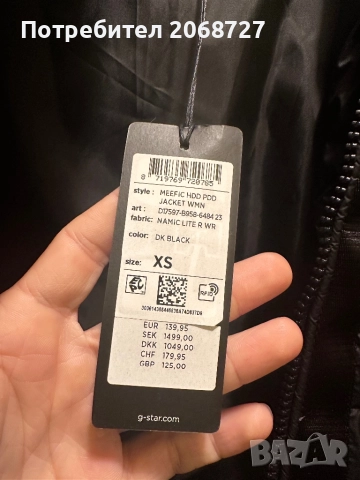 Потребител 2068727
8 719769 720785
style : MEEFIC HDD PDD
JACKET WMN
art : D17597-B958-6484 23
fabric: NAMIC LITE R WR
color: DK BLACK
size: XS
RFID
EUR 139,95
SEK 1499,00
DKK 1049,00
CHF 179,95
GBP 125,00
g-star.com
BAZAR